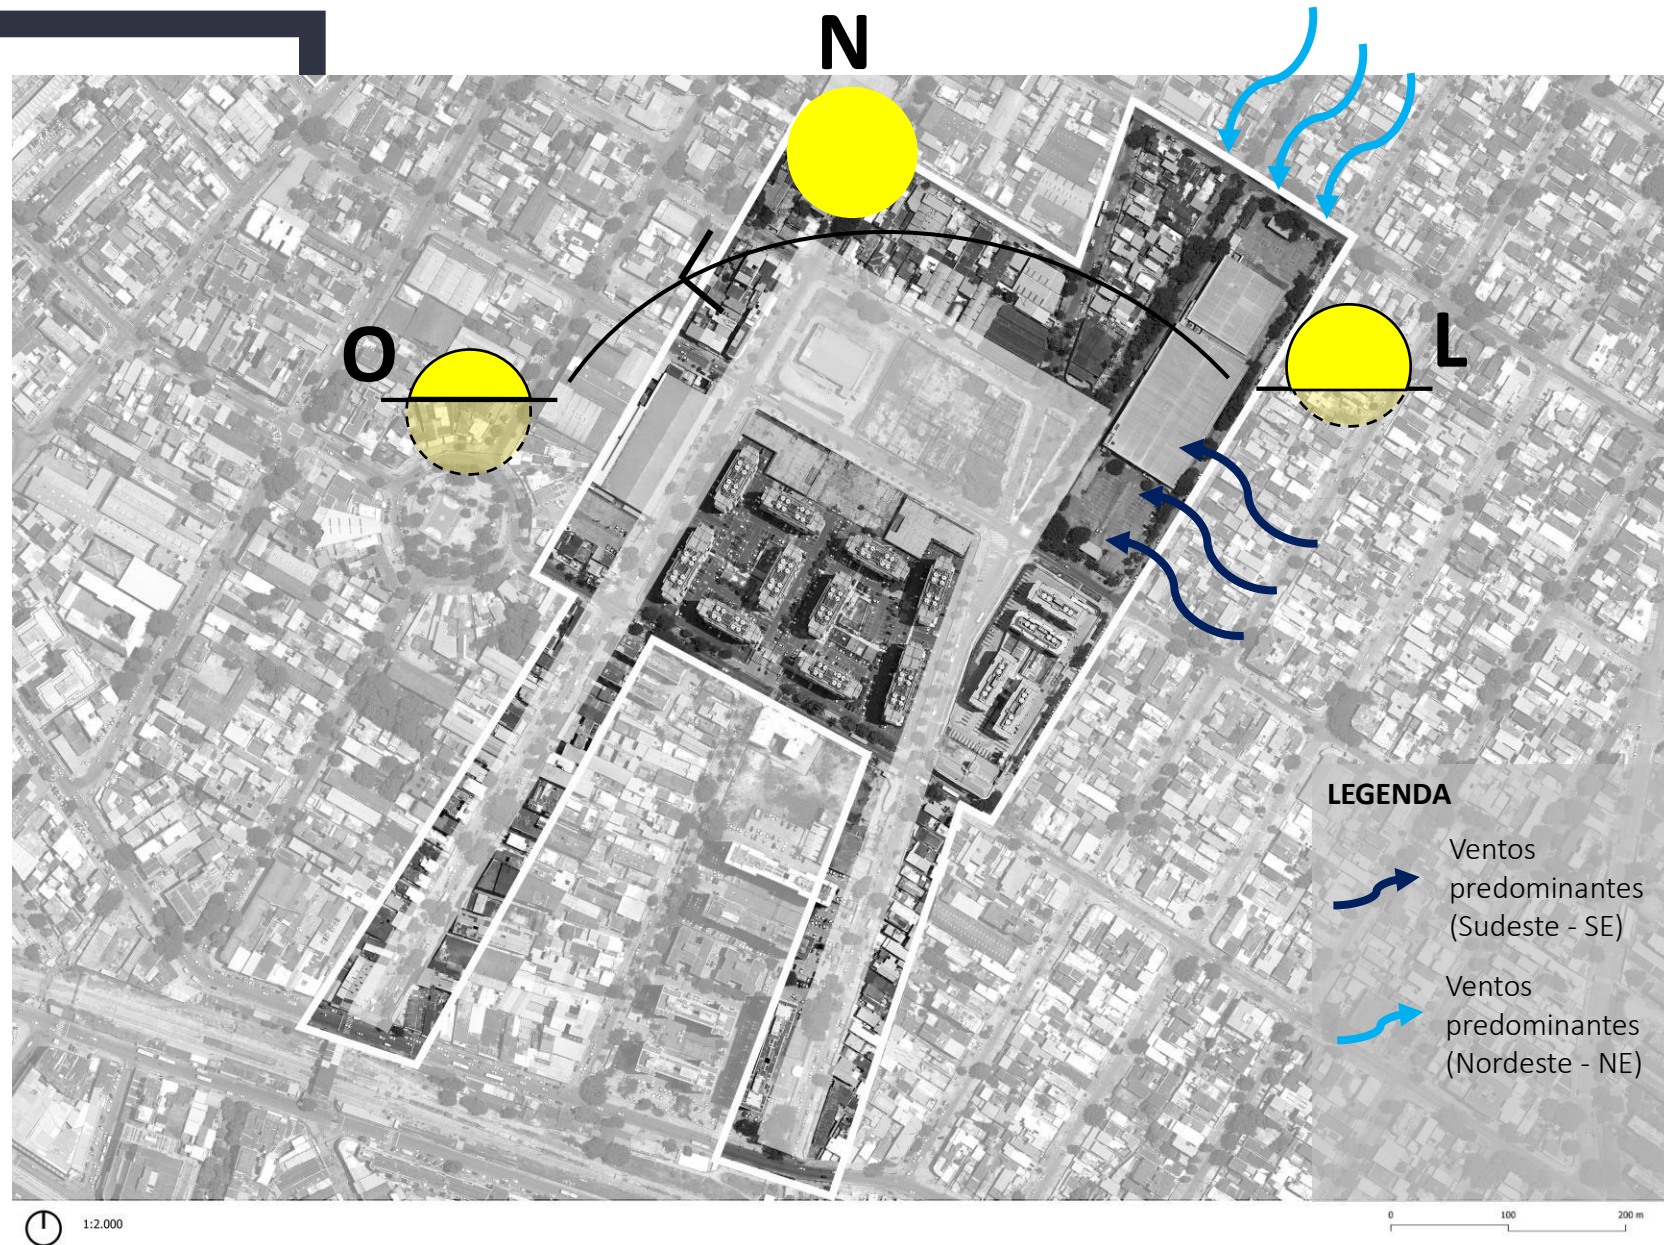 N
O
L
LEGENDA
Ventos
predominantes
(Sudeste - SE)
Ventos
predominantes
(Nordeste - NE)
1:2.000
0 100 200 m